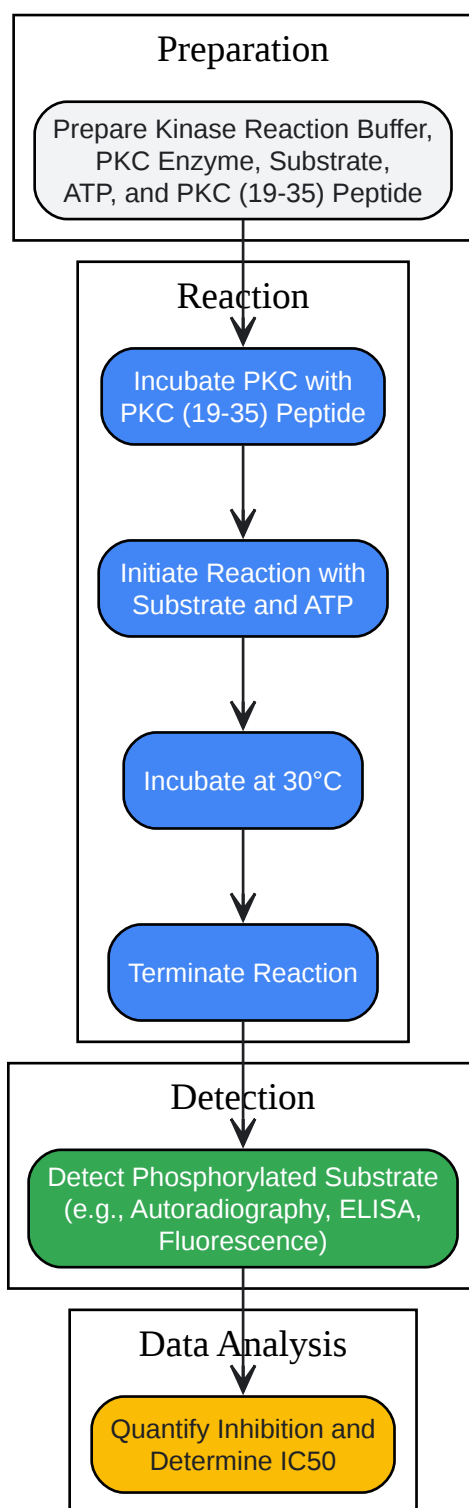 Preparation
Prepare Kinase Reaction Buffer,
PKC Enzyme, Substrate,
ATP, and PKC (19-35) Peptide
Reaction
Incubate PKC with
PKC (19-35) Peptide
Initiate Reaction with
Substrate and ATP
Incubate at 30°C
Terminate Reaction
Detection
Detect Phosphorylated Substrate
(e.g., Autoradiography, ELISA,
Fluorescence)
Data Analysis
Quantify Inhibition and
Determine IC50